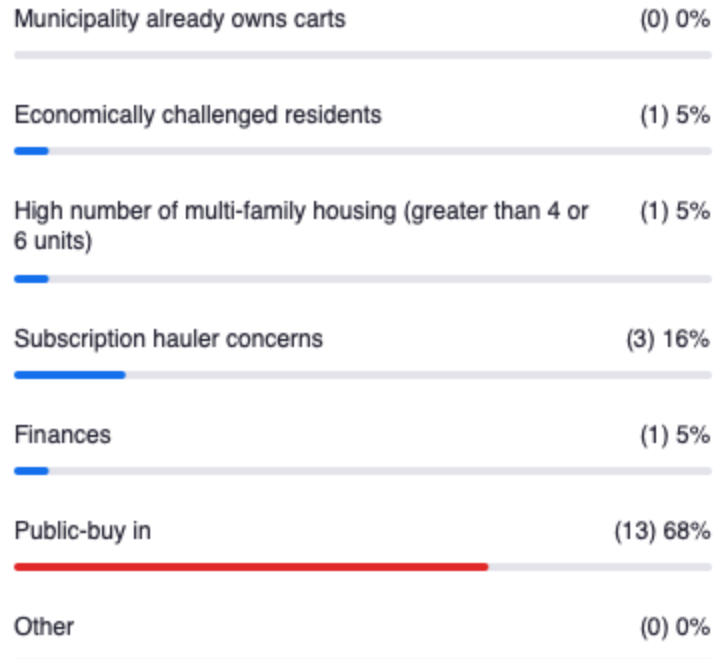 Municipality already owns carts (0) 0%
Economically challenged residents (1) 5%
High number of multi-family housing (greater than 4 or (1) 5%
6 units)
Subscription hauler concerns (3) 16%
Finances (1) 5%
Public-buy in (13) 68%
Other (0) 0%